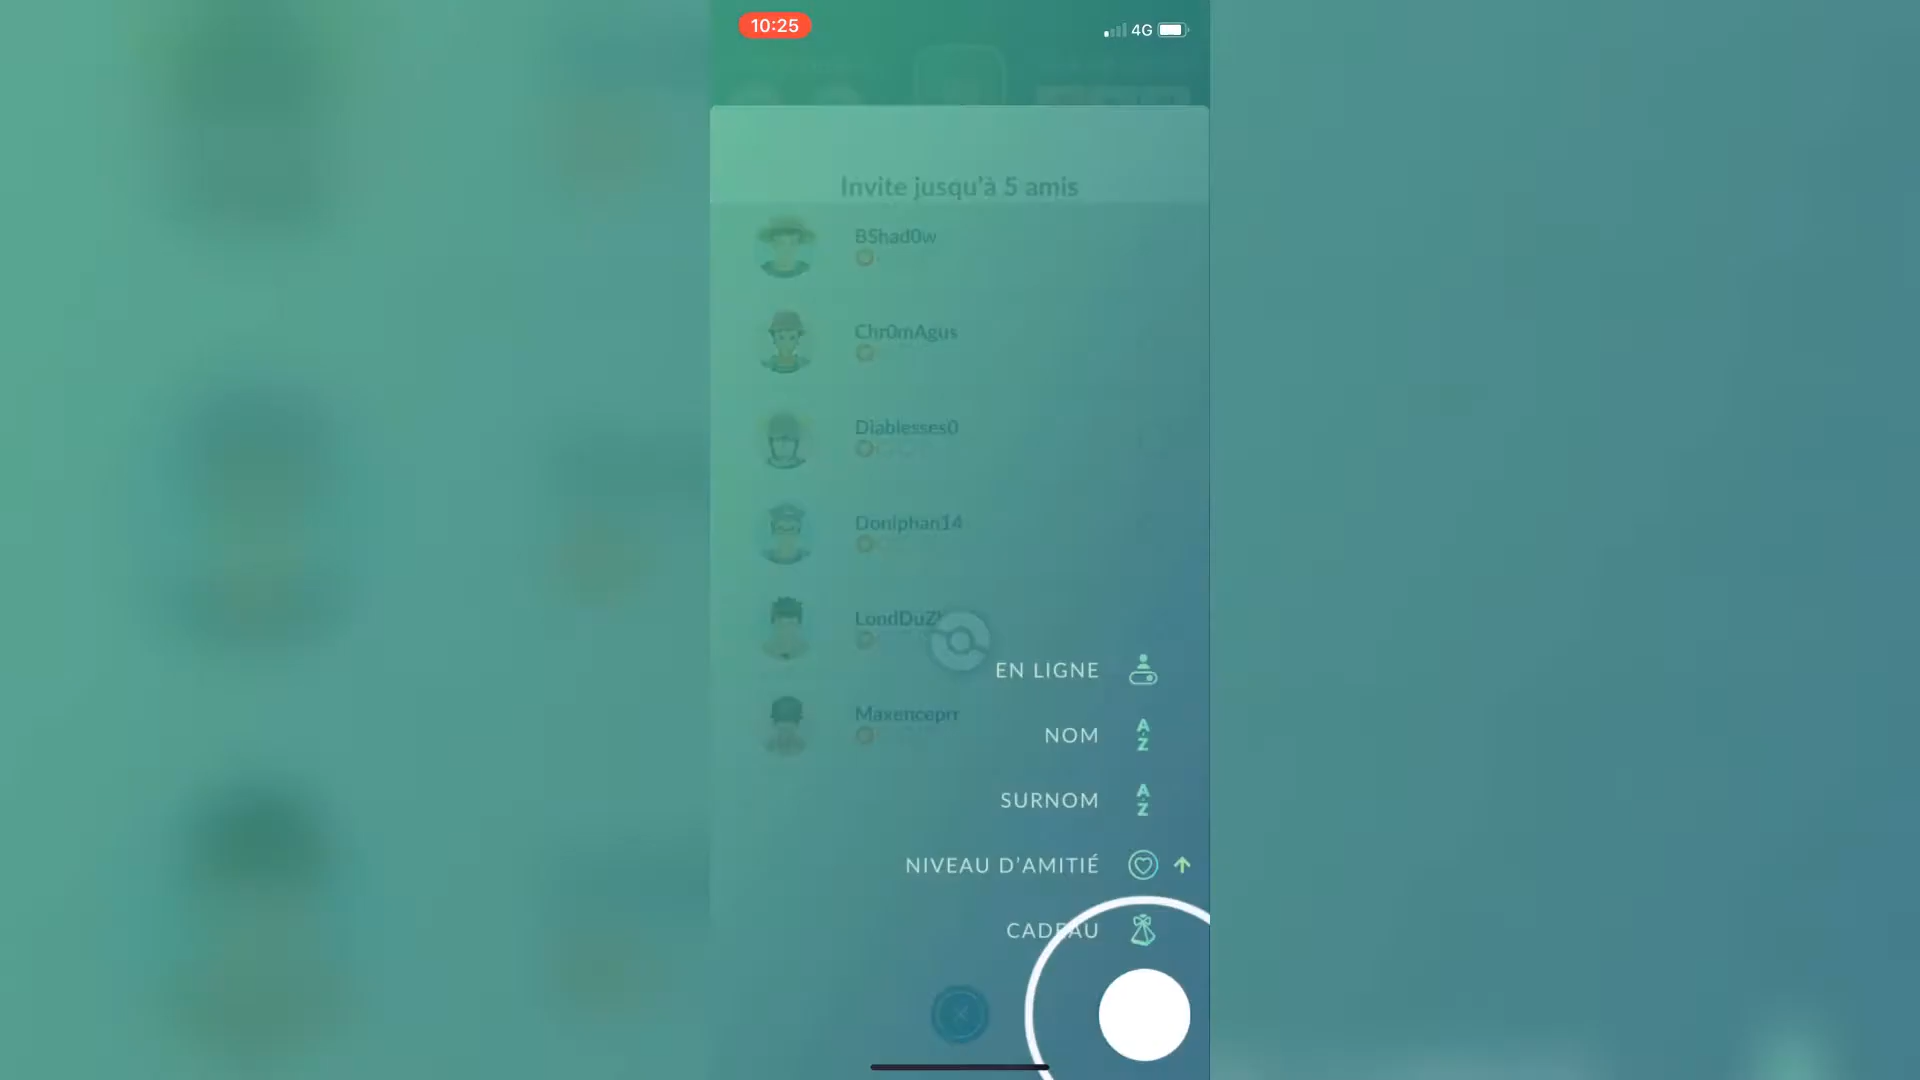 10:25
4G
Invite jusqu'à 5 amis
BShad0w
Chr0mAgus
Diablesses0
Doniphan14
LondDuZ
Maxenceprr
EN LIGNE
A
Z
NOM
A
Z
SURNOM
NIVEAU D'AMITIÉ
CADEAU